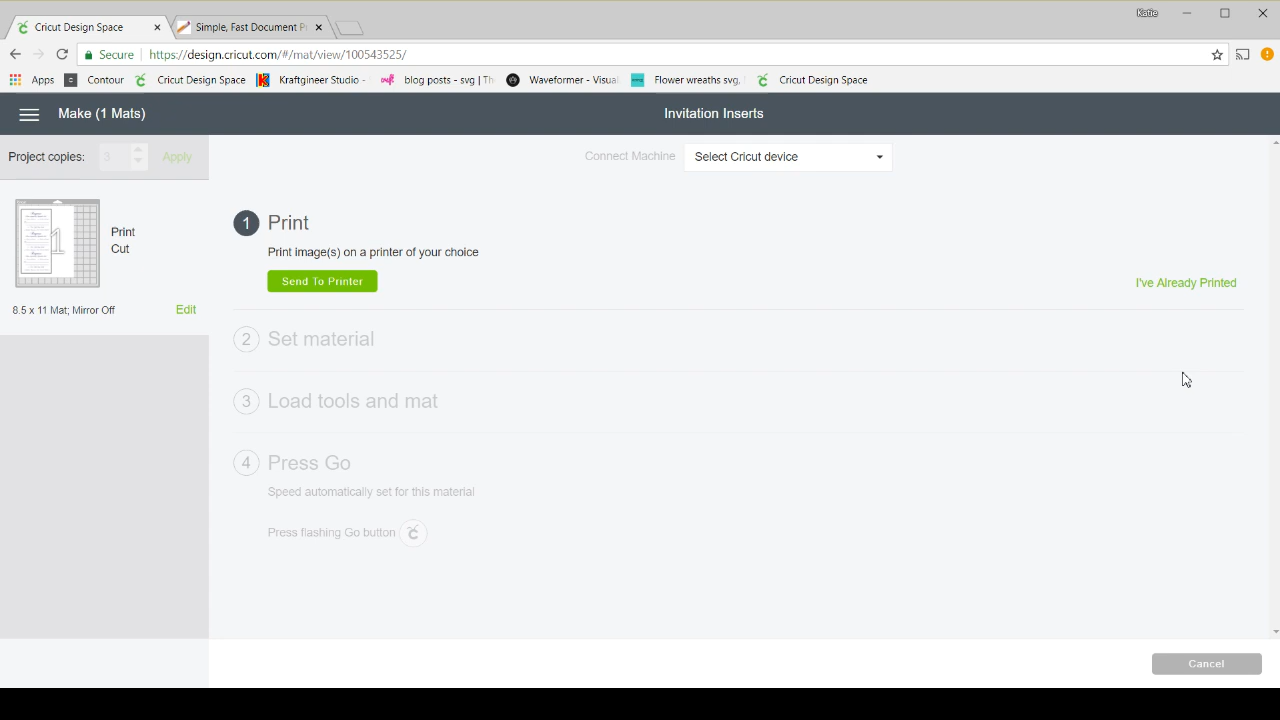 Katie
Cricut Design Space
Simple, Fast Document P
Secure
https://design.cricut.com/#/mat/view/100543525/
Apps
Contour
Cricut Design Space
Kraftgineer Studio -
blog posts - svg | Th
Waveformer - Visual
Flower wreath svg,
Cricut Design Space
Make (1 Mats)
Invitation Inserts
Project copies: 3 Apply
Connect Machine Select Cricut device
Print
Cut
8.5 x 11 Mat; Mirror Off Edit
1 Print
Print image(s) on a printer of your choice
Send To Printer
I've Already Printed
2 Set material
3 Load tools and mat
4 Press Go
Speed automatically set for this material
Press flashing Go button
Cancel